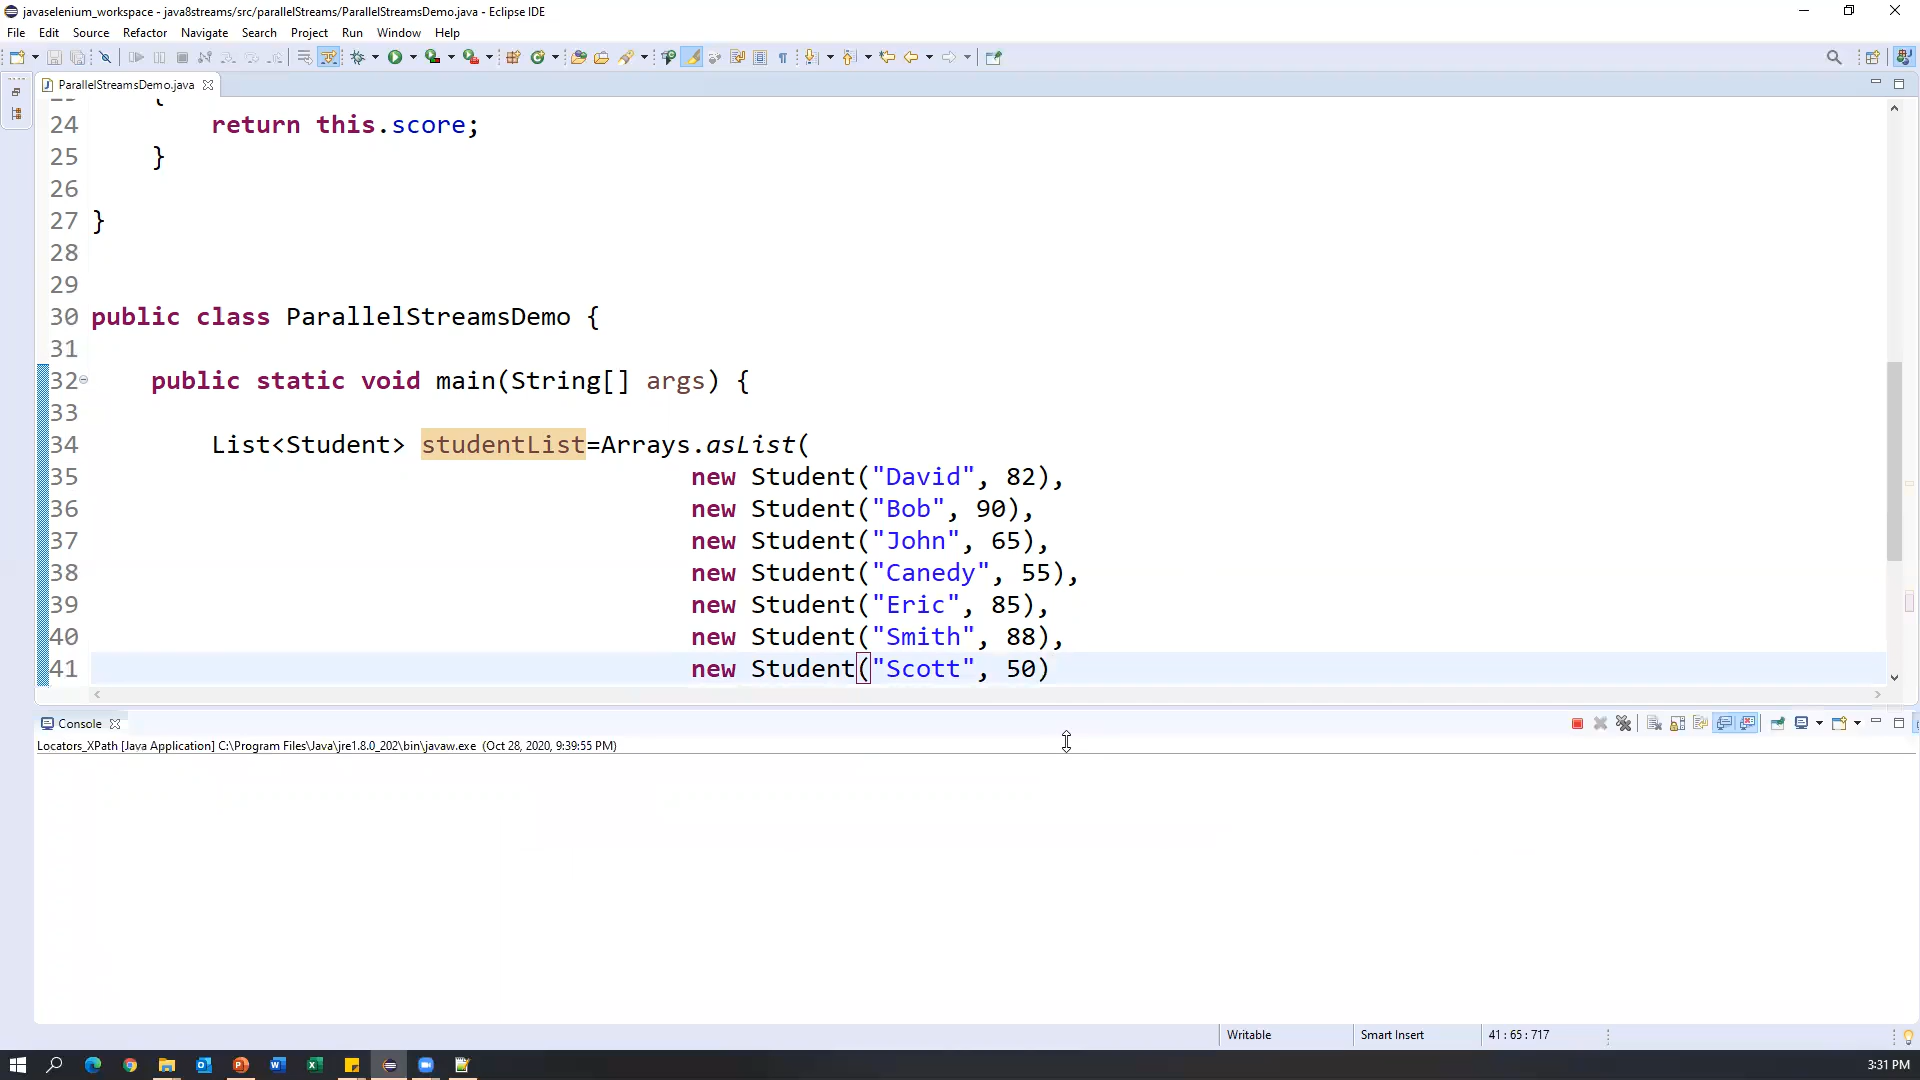 javaselenium_workspace - java8streams/src/parallelStreams/ParallelStreamsDemo.java - Eclipse IDE
File Edit Source Refactor Navigate Search Project Run Window Help
ParallelStreamsDemo.java
{
24 return this.score;
25 }
26
27 }
28
29
30 public class ParallelStreamsDemo {
31
32 public static void main(String[] args) {
33
34 List<Student> studentList=Arrays.asList(
35 new Student("David", 82),
36 new Student("Bob", 90),
37 new Student("John", 65),
38 new Student("Canedy", 55),
39 new Student("Eric", 85),
40 new Student("Smith", 88),
41 new Student("Scott", 50)
Console
Locators_XPath [Java Application] C:\Program Files\Java\jre1.8.0_202\bin\javaw.exe (Oct 28, 2020, 9:39:55 PM)
Writable Smart Insert 41 : 65 : 717
3:31 PM